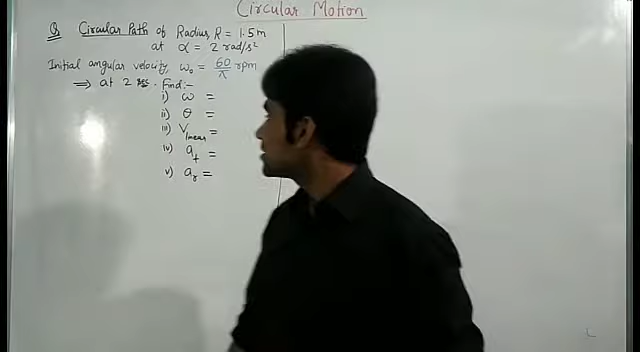 Circular Motion
Q. Circular Path of Radius, R = 1.5 m
at α = 2 rad/s²
Initial angular velocity, ω₀ = 60/π rpm
⇒ at 2 sec. find:-
i) ω =
ii) θ =
iii) V_linear =
iv) a_t =
v) a_r =